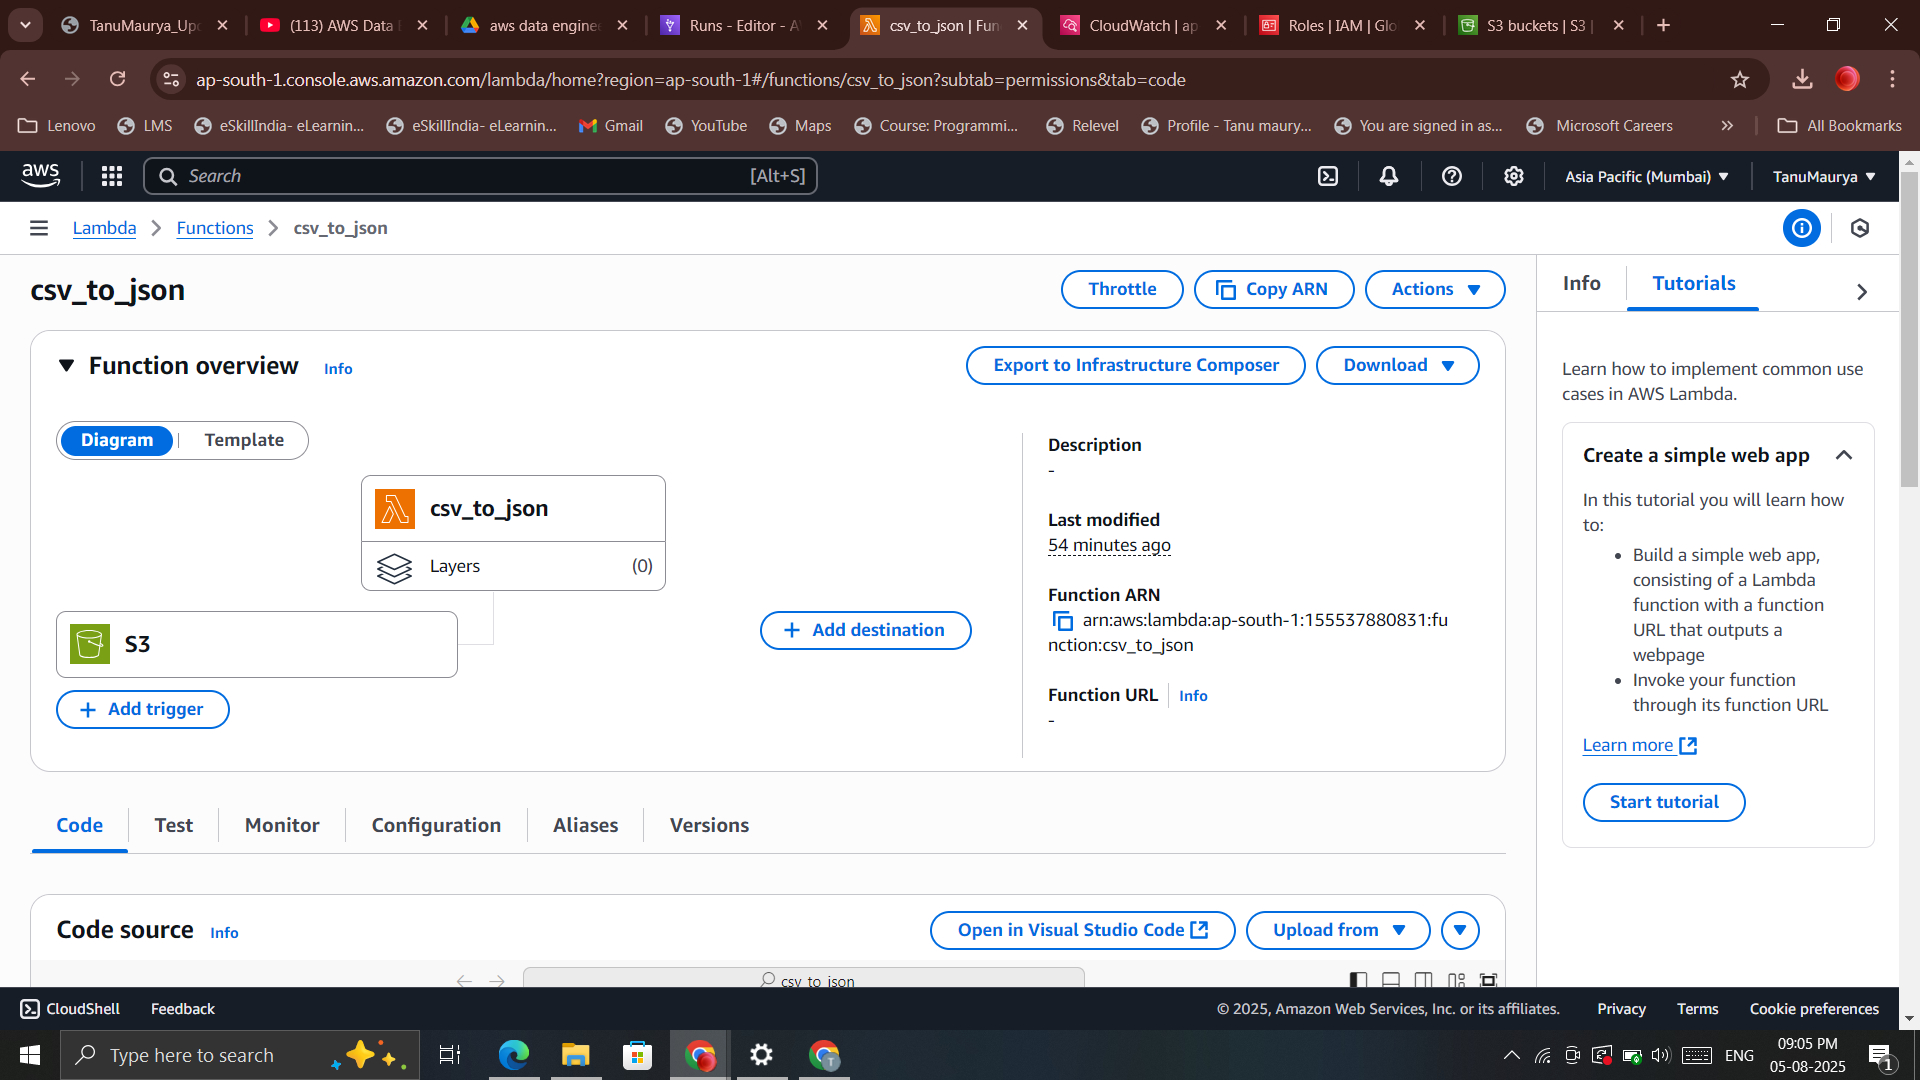 TanuMaurya_Upd
(113) AWS Data E
aws data enginee
Runs - Editor - A
csv_to_json | Fun
CloudWatch | ap
Roles | IAM | Glo
S3 buckets | S3 |
ap-south-1.console.aws.amazon.com/lambda/home?region=ap-south-1#/functions/csv_to_json?subtab=permissions&tab=code
Lenovo
LMS
eSkillIndia- eLearnin...
eSkillIndia- eLearnin...
Gmail
YouTube
Maps
Course: Programmi...
Relevel
Profile - Tanu maury...
You are signed in as...
Microsoft Careers
All Bookmarks
aws
Search
[Alt+S]
Asia Pacific (Mumbai)
TanuMaurya
Lambda
Functions
csv_to_json
csv_to_json
Throttle
Copy ARN
Actions
Function overview
Info
Export to Infrastructure Composer
Download
Diagram
Template
csv_to_json
Layers
(0)
S3
Add trigger
Add destination
Description
-
Last modified
54 minutes ago
Function ARN
arn:aws:lambda:ap-south-1:155537880831:fu
nction:csv_to_json
Function URL
Info
-
Code
Test
Monitor
Configuration
Aliases
Versions
Code source
Info
Open in Visual Studio Code
Upload from
csv_to_json
Info
Tutorials
Learn how to implement common use
cases in AWS Lambda.
Create a simple web app
In this tutorial you will learn how
to:
• Build a simple web app,
consisting of a Lambda
function with a function
URL that outputs a
webpage
• Invoke your function
through its function URL
Learn more
Start tutorial
CloudShell
Feedback
© 2025, Amazon Web Services, Inc. or its affiliates.
Privacy
Terms
Cookie preferences
Type here to search
T
ENG
09:05 PM
05-08-2025
1